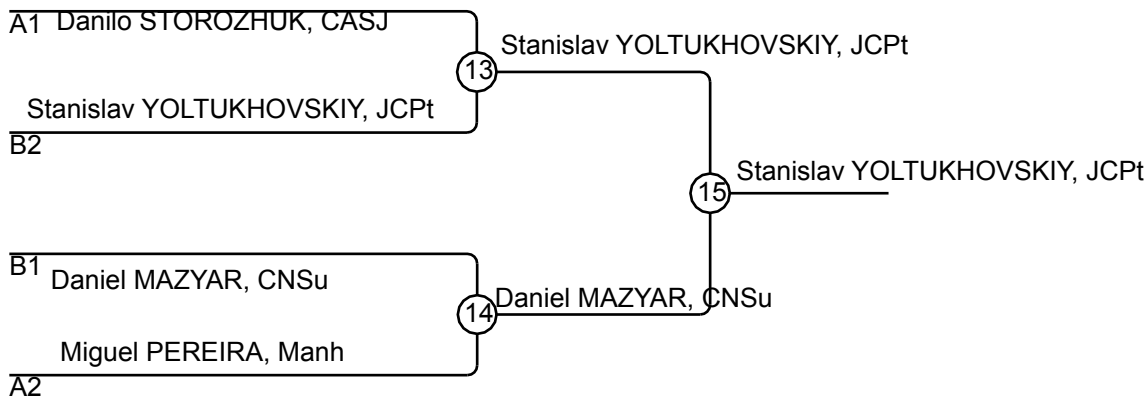 A1 Danilo STOROZHUK, CASJ
Stanislav YOLTUKHOVSKIY, JCPt
13
Stanislav YOLTUKHOVSKIY, JCPt
B2
Stanislav YOLTUKHOVSKIY, JCPt
15
B1 Daniel MAZYAR, CNSu
Daniel MAZYAR, CNSu
14
Miguel PEREIRA, Manh
A2